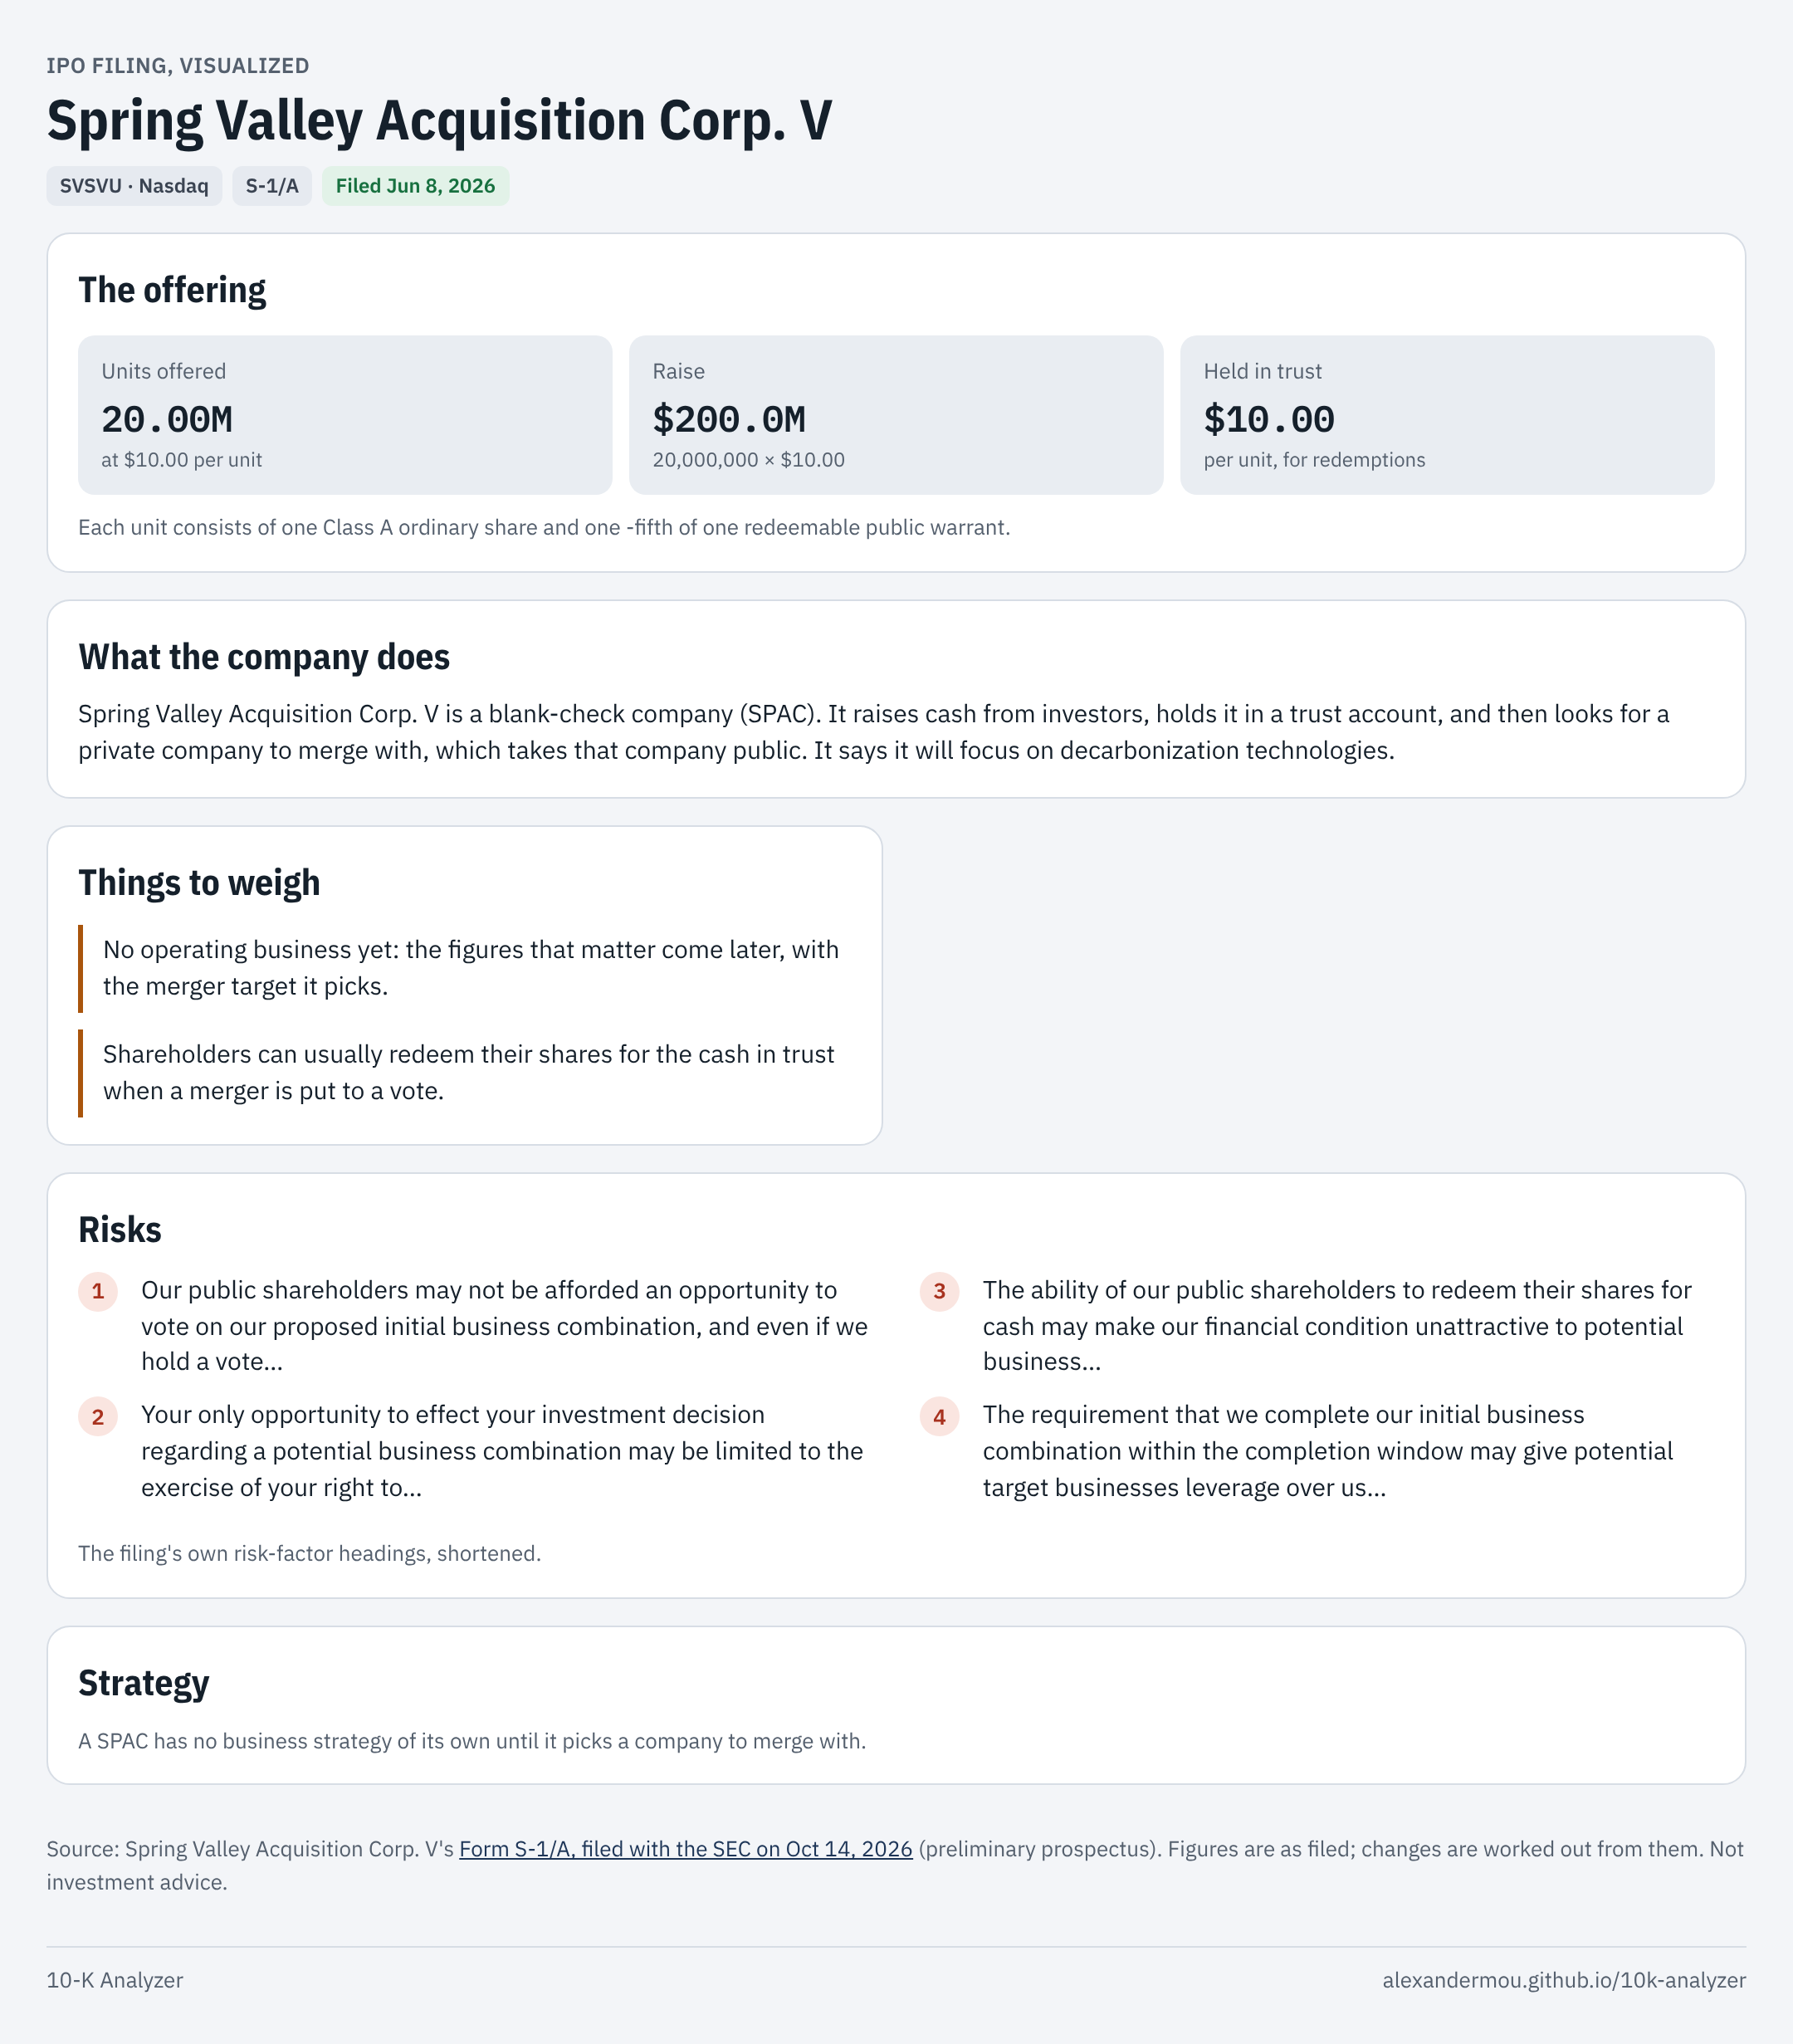 IPO FILING, VISUALIZED
Spring Valley Acquisition Corp. V
SVSVU · Nasdaq
S-1/A
Filed Jun 8, 2026
The offering
Units offered
20.00M
at $10.00 per unit
Raise
$200.0M
20,000,000 × $10.00
Held in trust
$10.00
per unit, for redemptions
Each unit consists of one Class A ordinary share and one -fifth of one redeemable public warrant.
What the company does
Spring Valley Acquisition Corp. V is a blank-check company (SPAC). It raises cash from investors, holds it in a trust account, and then looks for a
private company to merge with, which takes that company public. It says it will focus on decarbonization technologies.
Things to weigh
No operating business yet: the figures that matter come later, with
the merger target it picks.
Shareholders can usually redeem their shares for the cash in trust
when a merger is put to a vote.
Risks
1
Our public shareholders may not be afforded an opportunity to
vote on our proposed initial business combination, and even if we
hold a vote…
2
Your only opportunity to effect your investment decision
regarding a potential business combination may be limited to the
exercise of your right to…
3
The ability of our public shareholders to redeem their shares for
cash may make our financial condition unattractive to potential
business…
4
The requirement that we complete our initial business
combination within the completion window may give potential
target businesses leverage over us…
The filing's own risk-factor headings, shortened.
Strategy
A SPAC has no business strategy of its own until it picks a company to merge with.
Source: Spring Valley Acquisition Corp. V's Form S-1/A, filed with the SEC on Oct 14, 2026 (preliminary prospectus). Figures are as filed; changes are worked out from them. Not
investment advice.
10-K Analyzer
alexandermou.github.io/10k-analyzer